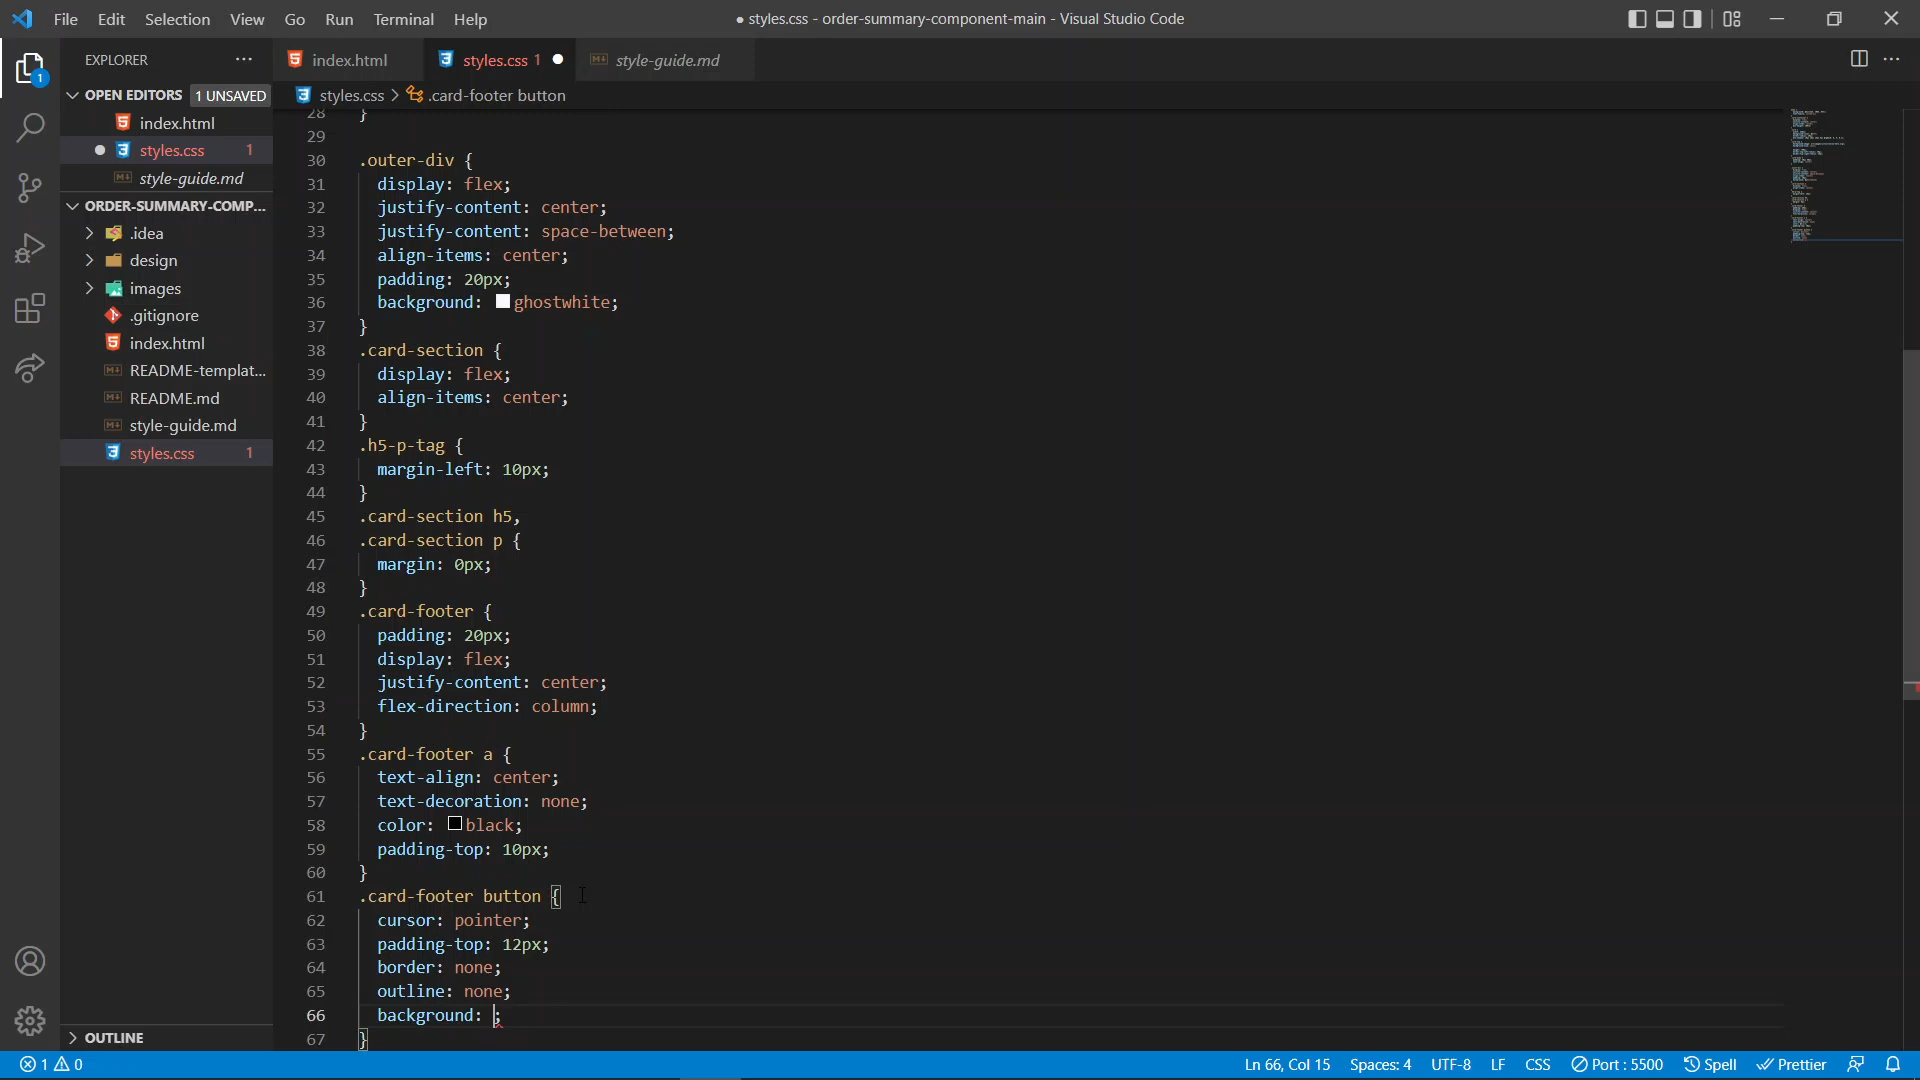 File Edit Selection View Go Run Terminal Help
● styles.css - order-summary-component-main - Visual Studio Code
EXPLORER
index.html
styles.css 1
style-guide.md
OPEN EDITORS 1 UNSAVED
styles.css > .card-footer button
index.html
styles.css 1
style-guide.md
ORDER-SUMMARY-COMP...
.idea
design
images
.gitignore
index.html
README-templat...
README.md
style-guide.md
styles.css 1
OUTLINE
28 }
29
30 .outer-div {
31 display: flex;
32 justify-content: center;
33 justify-content: space-between;
34 align-items: center;
35 padding: 20px;
36 background: ghostwhite;
37 }
38 .card-section {
39 display: flex;
40 align-items: center;
41 }
42 .h5-p-tag {
43 margin-left: 10px;
44 }
45 .card-section h5,
46 .card-section p {
47 margin: 0px;
48 }
49 .card-footer {
50 padding: 20px;
51 display: flex;
52 justify-content: center;
53 flex-direction: column;
54 }
55 .card-footer a {
56 text-align: center;
57 text-decoration: none;
58 color: black;
59 padding-top: 10px;
60 }
61 .card-footer button {
62 cursor: pointer;
63 padding-top: 12px;
64 border: none;
65 outline: none;
66 background: ;
67 }
1 0 Ln 66, Col 15 Spaces: 4 UTF-8 LF CSS Port : 5500 Spell Prettier